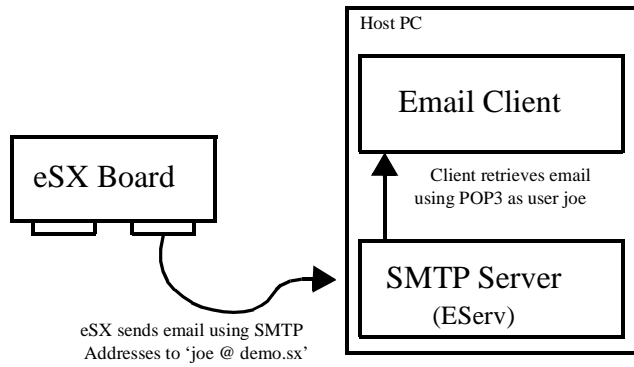 Host PC
Email Client
eSX Board
Client retrieves email
using POP3 as user joe
SMTP Server
(EServ)
eSX sends email using SMTP
Addresses to ‘joe @ demo.sx’